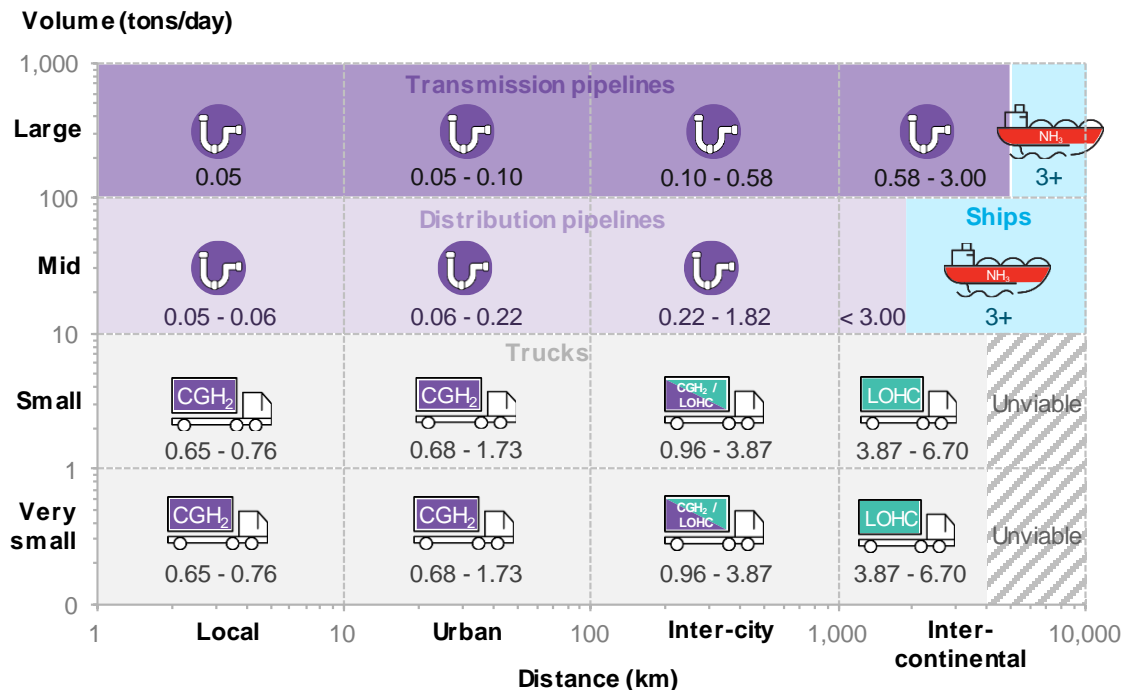 Volume (tons/day)
1,000
Transmission pipelines
Large
NH₃
0.05
0.05 - 0.10
0.10 - 0.58
0.58 - 3.00
3+
100
Distribution pipelines
Ships
Mid
NH₃
0.05 - 0.06
0.06 - 0.22
0.22 - 1.82
< 3.00
3+
10
Trucks
Small
CGH₂
CGH₂
CGH₂ /
LOHC
LOHC
Unviable
0.65 - 0.76
0.68 - 1.73
0.96 - 3.87
3.87 - 6.70
1
Very
small
CGH₂
CGH₂
CGH₂ /
LOHC
LOHC
Unviable
0.65 - 0.76
0.68 - 1.73
0.96 - 3.87
3.87 - 6.70
0
1
Local
10
Urban
100
Inter-city
1,000
Inter-
continental
10,000
Distance (km)